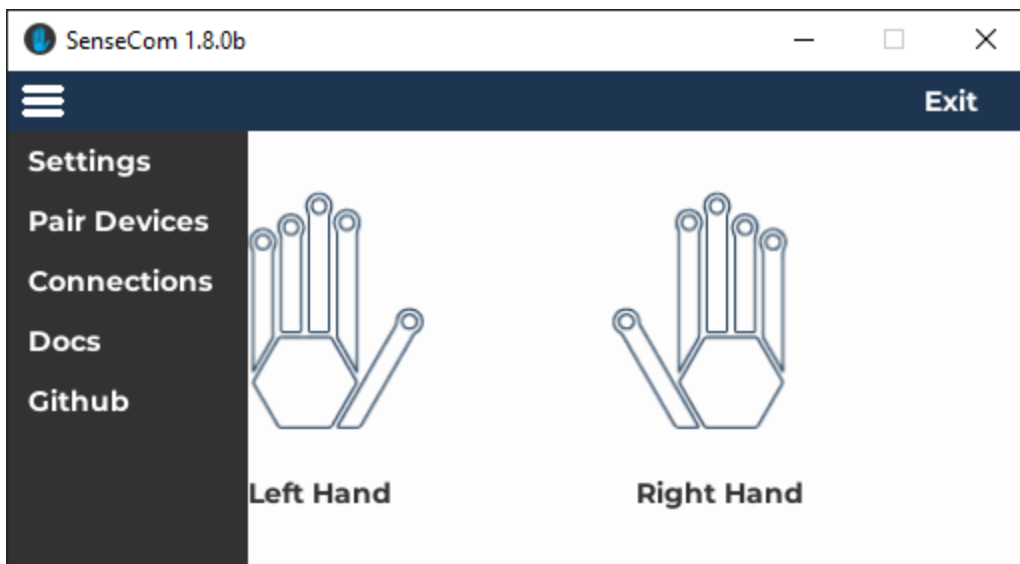 SenseCom 1.8.0b
Exit
Settings
Pair Devices
Connections
Docs
Github
Left Hand
Right Hand